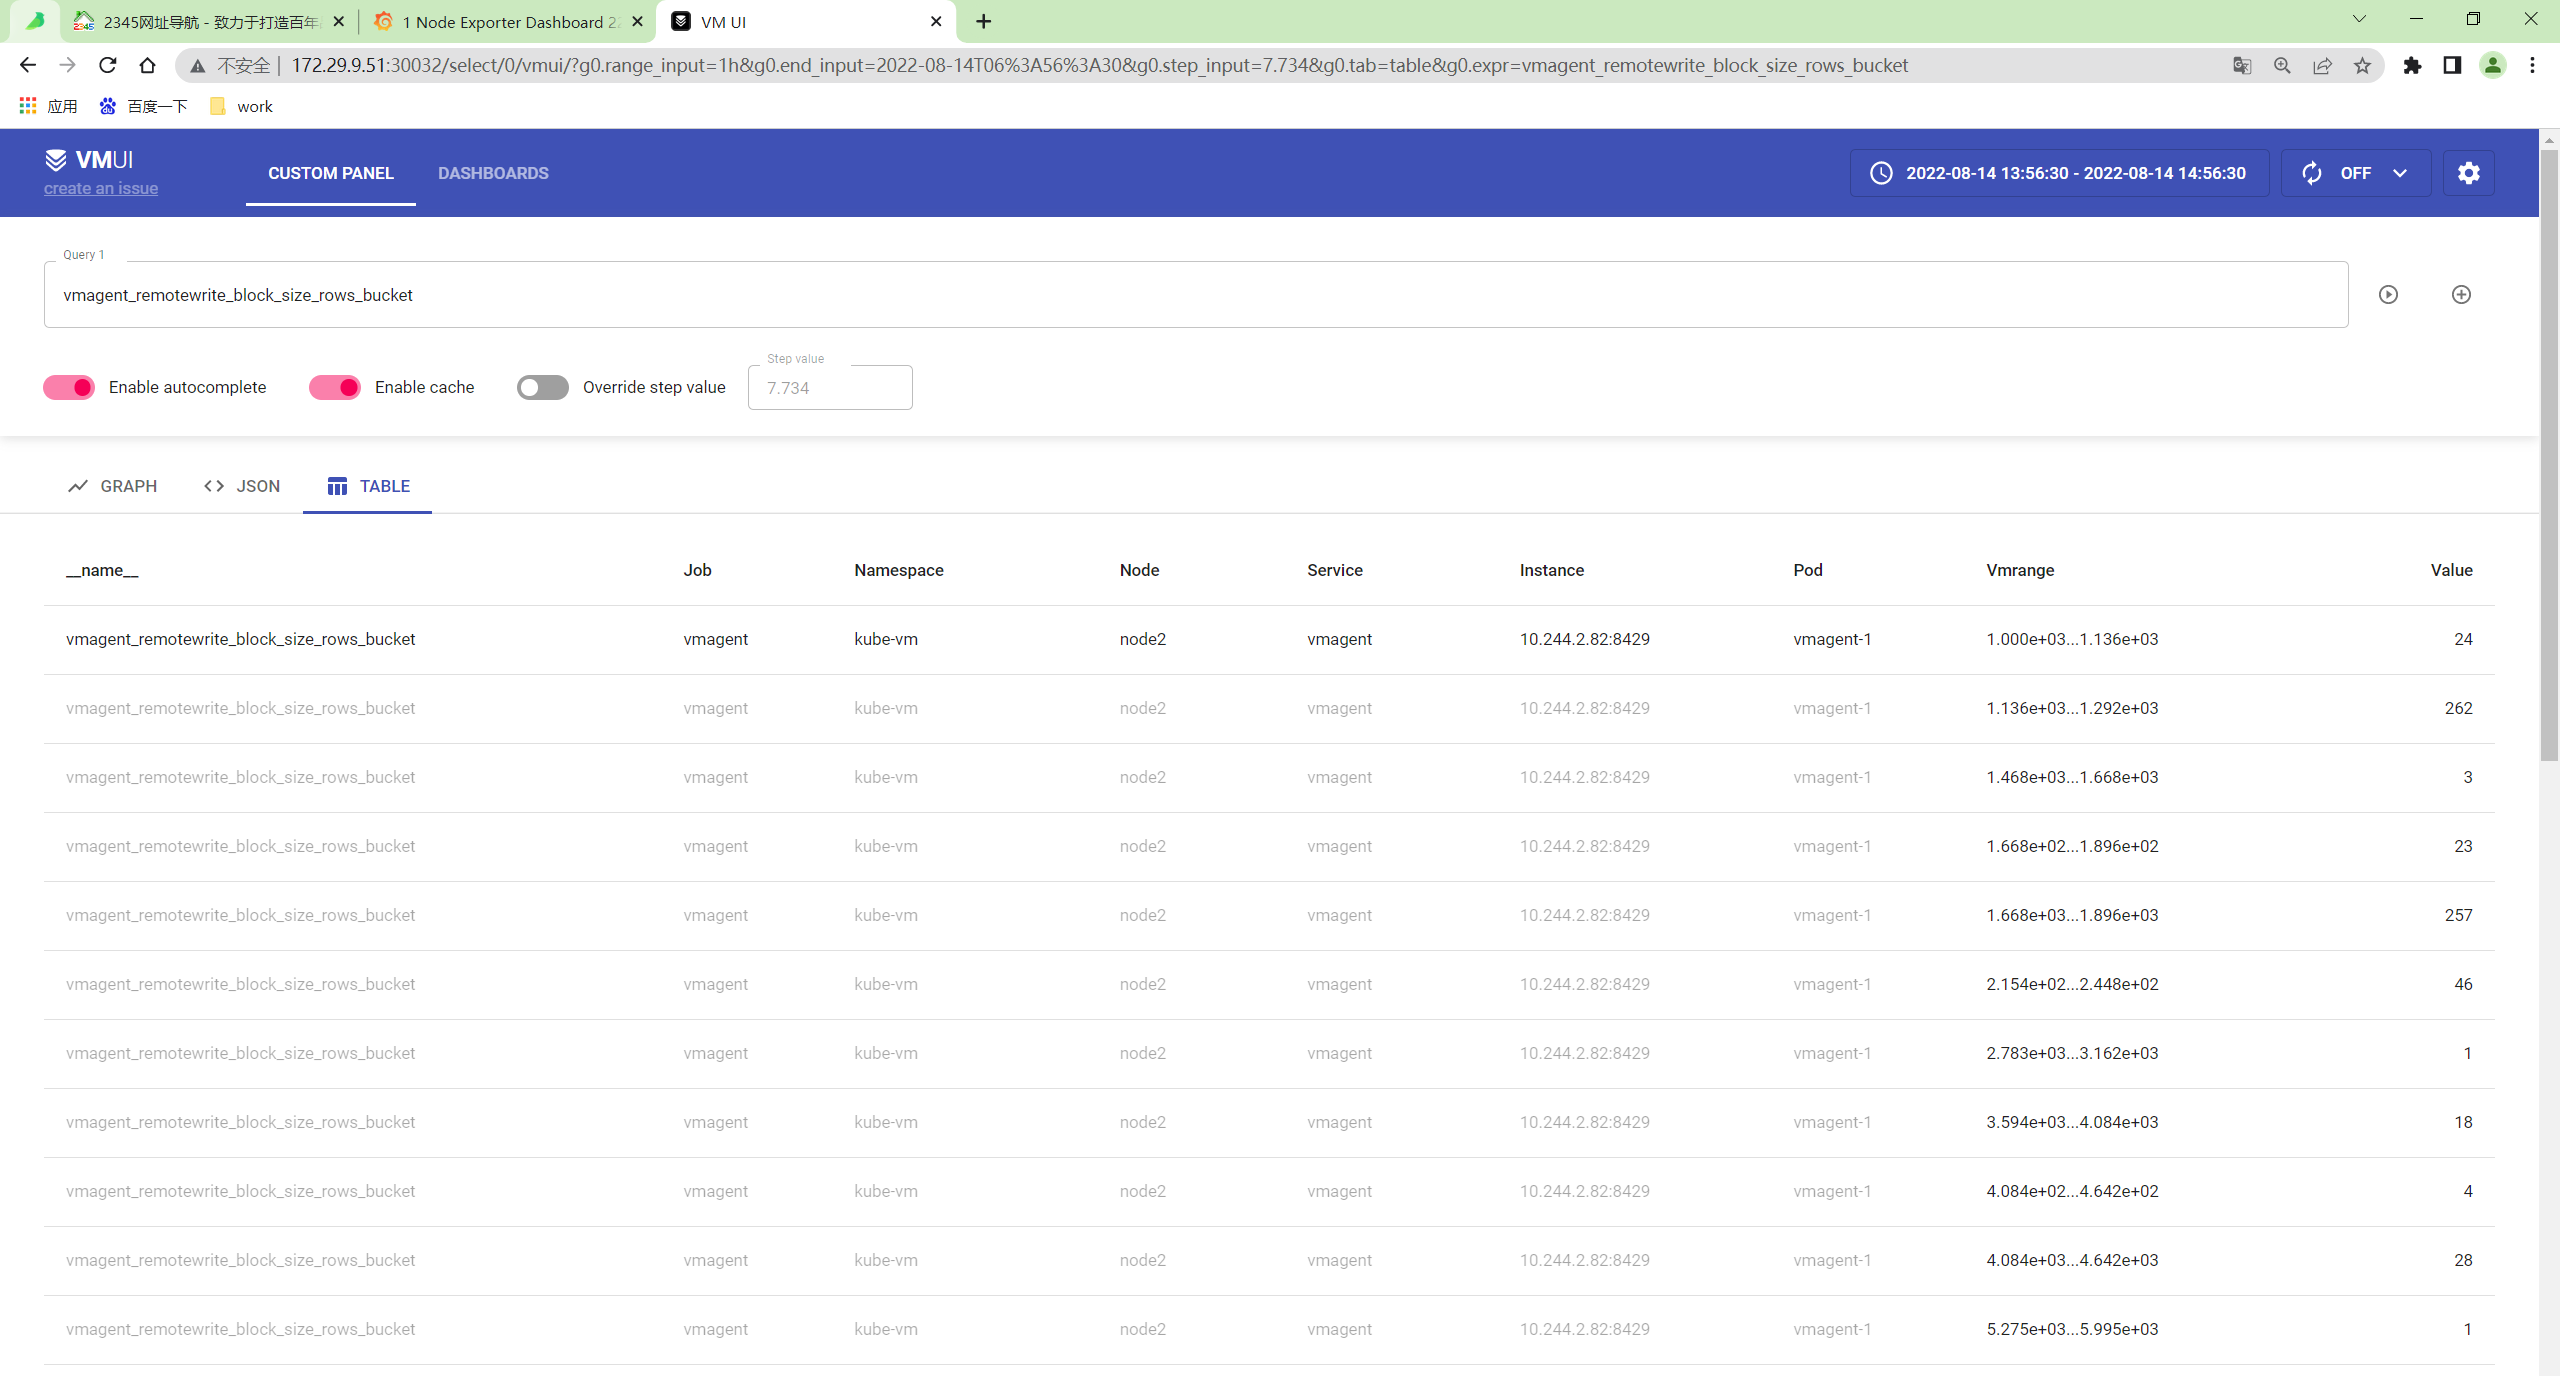 2345网址导航 - 致力于打造百年
1 Node Exporter Dashboard 22
VM UI
不安全 | 172.29.9.51:30032/select/0/vmui/?g0.range_input=1h&g0.end_input=2022-08-14T06%3A56%3A30&g0.step_input=7.734&g0.tab=table&g0.expr=vmagent_remotewrite_block_size_rows_bucket
应用 百度一下 work
VMUI
create an issue
CUSTOM PANEL DASHBOARDS
2022-08-14 13:56:30 - 2022-08-14 14:56:30
OFF
Query 1
vmagent_remotewrite_block_size_rows_bucket
Enable autocomplete Enable cache Override step value
Step value
7.734
GRAPH JSON TABLE
__name__ Job Namespace Node Service Instance Pod Vmrange Value
vmagent_remotewrite_block_size_rows_bucket vmagent kube-vm node2 vmagent 10.244.2.82:8429 vmagent-1 1.000e+03...1.136e+03 24
vmagent_remotewrite_block_size_rows_bucket vmagent kube-vm node2 vmagent 10.244.2.82:8429 vmagent-1 1.136e+03...1.292e+03 262
vmagent_remotewrite_block_size_rows_bucket vmagent kube-vm node2 vmagent 10.244.2.82:8429 vmagent-1 1.468e+03...1.668e+03 3
vmagent_remotewrite_block_size_rows_bucket vmagent kube-vm node2 vmagent 10.244.2.82:8429 vmagent-1 1.668e+02...1.896e+02 23
vmagent_remotewrite_block_size_rows_bucket vmagent kube-vm node2 vmagent 10.244.2.82:8429 vmagent-1 1.668e+03...1.896e+03 257
vmagent_remotewrite_block_size_rows_bucket vmagent kube-vm node2 vmagent 10.244.2.82:8429 vmagent-1 2.154e+02...2.448e+02 46
vmagent_remotewrite_block_size_rows_bucket vmagent kube-vm node2 vmagent 10.244.2.82:8429 vmagent-1 2.783e+03...3.162e+03 1
vmagent_remotewrite_block_size_rows_bucket vmagent kube-vm node2 vmagent 10.244.2.82:8429 vmagent-1 3.594e+03...4.084e+03 18
vmagent_remotewrite_block_size_rows_bucket vmagent kube-vm node2 vmagent 10.244.2.82:8429 vmagent-1 4.084e+02...4.642e+02 4
vmagent_remotewrite_block_size_rows_bucket vmagent kube-vm node2 vmagent 10.244.2.82:8429 vmagent-1 4.084e+03...4.642e+03 28
vmagent_remotewrite_block_size_rows_bucket vmagent kube-vm node2 vmagent 10.244.2.82:8429 vmagent-1 5.275e+03...5.995e+03 1